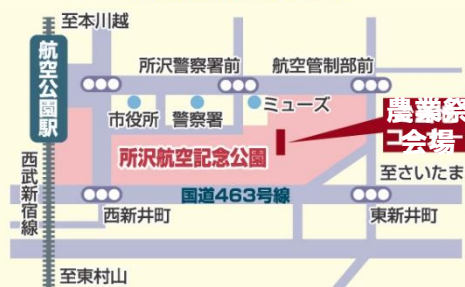 至本川越
航空公園駅
所沢警察署前
航空管制部前
市役所
警察署
ミューズ
農業祭
会場
所沢航空記念公園
至さいたま
西武新宿線
国道463号線
西新井町
東新井町
至東村山